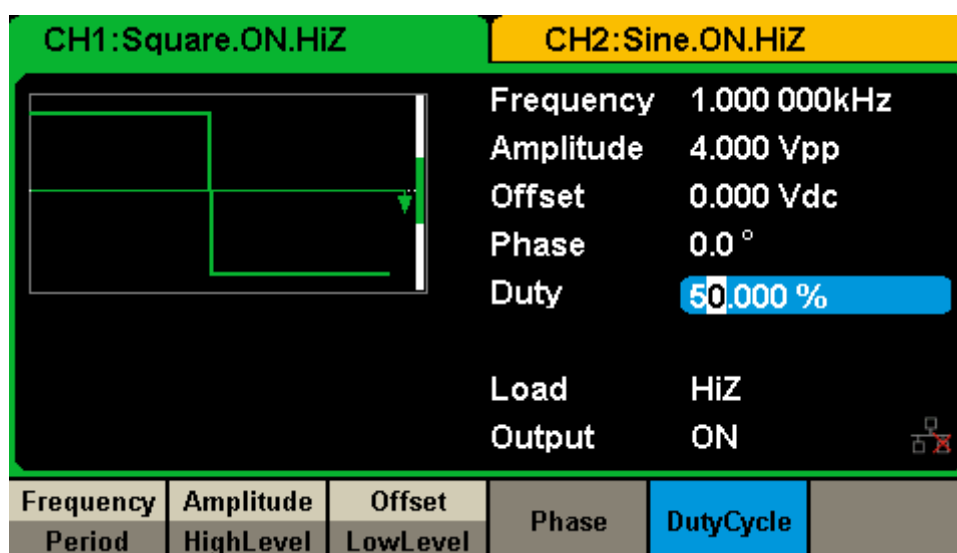 CH1:Square.ON.HiZ
CH2:Sine.ON.HiZ
Frequency 1.000 000kHz
Amplitude 4.000 Vpp
Offset 0.000 Vdc
Phase 0.0 °
Duty 50.000 %
Load HiZ
Output ON
Frequency Amplitude Offset Phase DutyCycle
Period HighLevel LowLevel